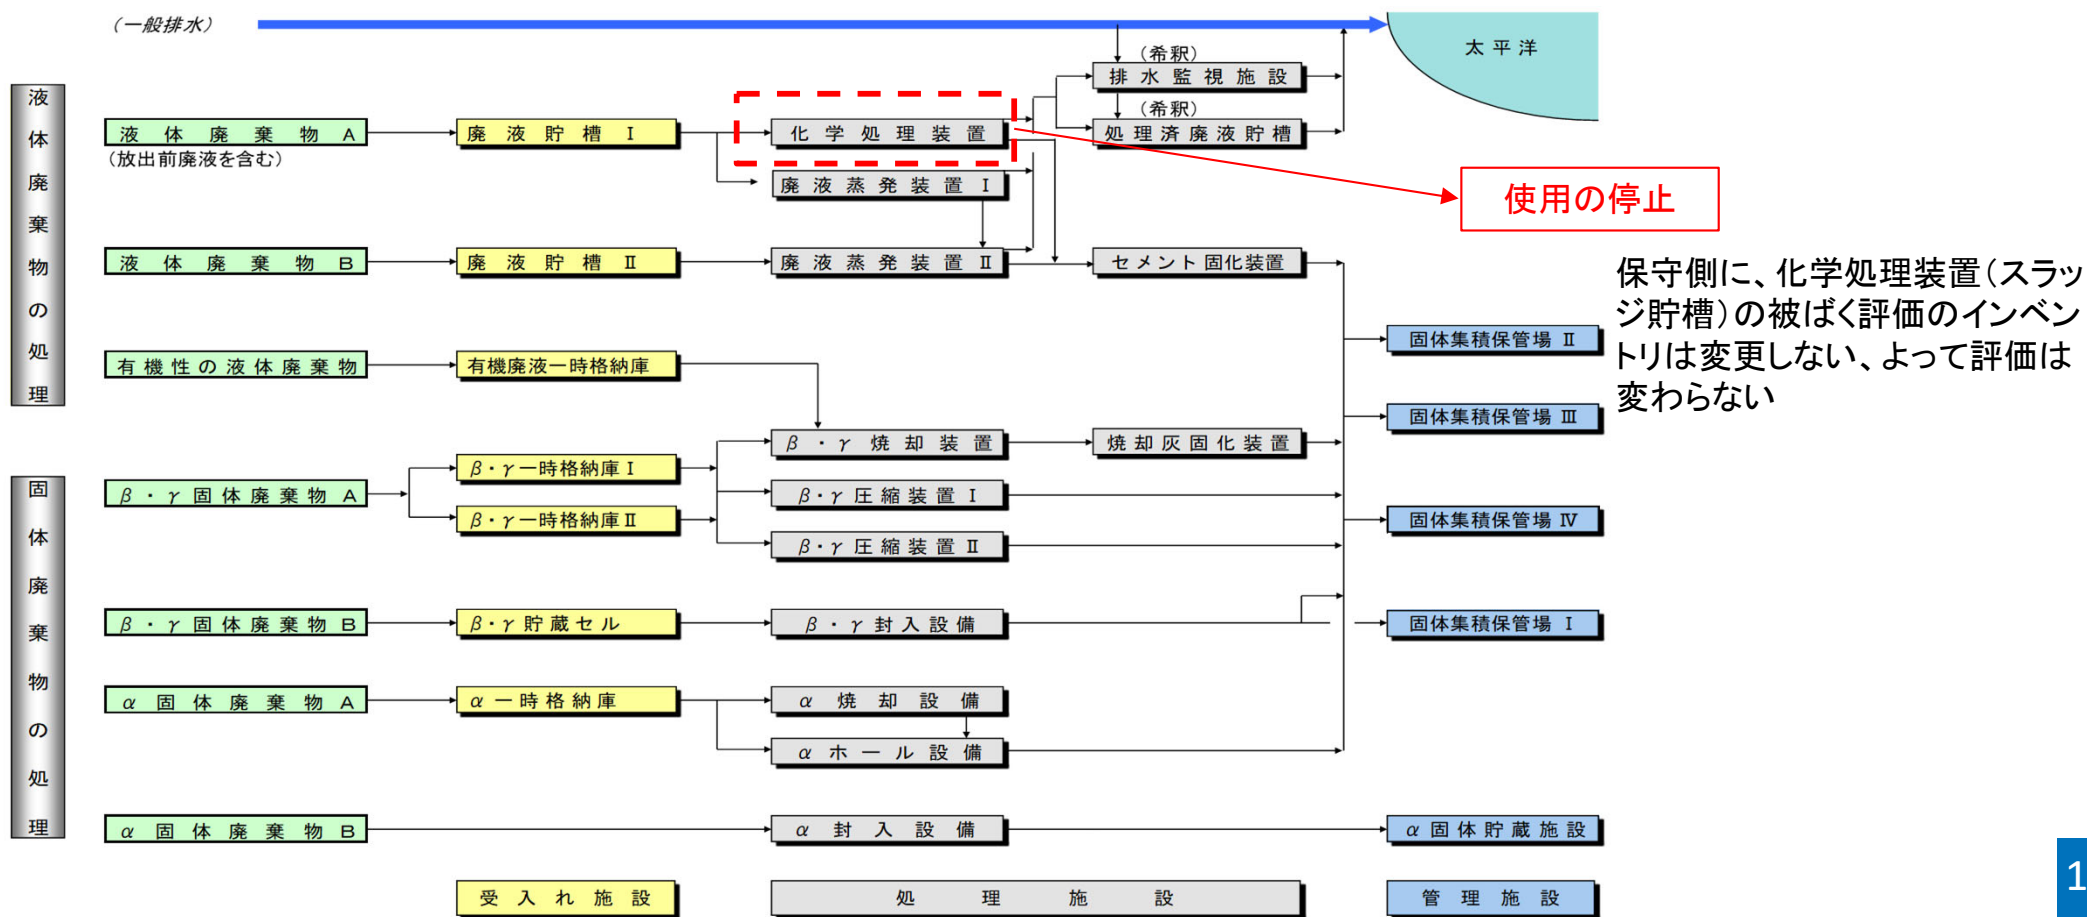 (一般排水)
太平洋
(希釈)
排水監視施設
(希釈)
処理済廃液貯槽
液体廃棄物の処理
液体廃棄物A
(放出前廃液を含む)
廃液貯槽Ⅰ
化学処理装置
廃液蒸発装置Ⅰ
使用の停止
液体廃棄物B
廃液貯槽Ⅱ
廃液蒸発装置Ⅱ
セメント固化装置
保守側に、化学処理装置(スラッ
ジ貯槽)の被ばく評価のインベン
トリは変更しない、よって評価は
変わらない
固体集積保管場 Ⅱ
有機性の液体廃棄物
有機廃液一時格納庫
固体集積保管場 Ⅲ
固体廃棄物の処理
β・γ固体廃棄物A
β・γ一時格納庫Ⅰ
β・γ一時格納庫Ⅱ
β・γ焼却装置
焼却灰固化装置
β・γ圧縮装置Ⅰ
β・γ圧縮装置Ⅱ
固体集積保管場 Ⅳ
β・γ固体廃棄物B
β・γ貯蔵セル
β・γ封入設備
固体集積保管場 Ⅰ
α固体廃棄物A
α一時格納庫
α焼却設備
αホール設備
α固体廃棄物B
α封入設備
α固体貯蔵施設
受入れ施設
処理施設
管理施設
1